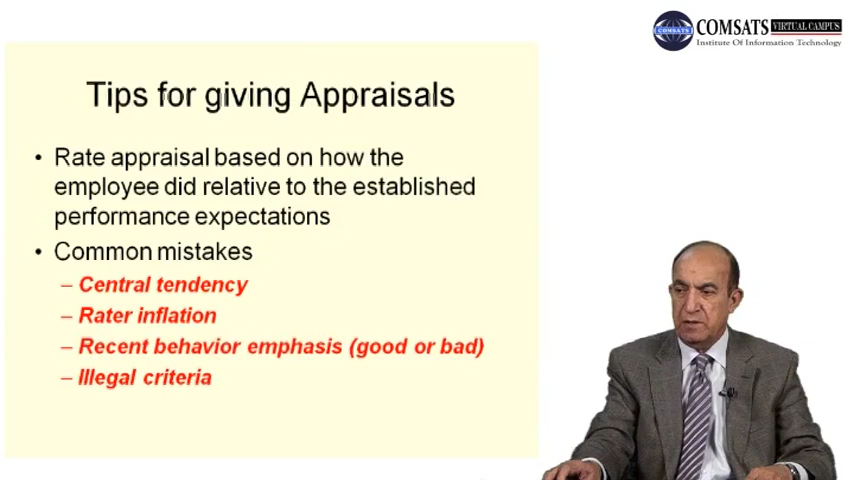 COMSATS VIRTUAL CAMPUS
Institute Of Information Technology
COMSATS
Tips for giving Appraisals
• Rate appraisal based on how the
employee did relative to the established
performance expectations
• Common mistakes
– Central tendency
– Rater inflation
– Recent behavior emphasis (good or bad)
– Illegal criteria